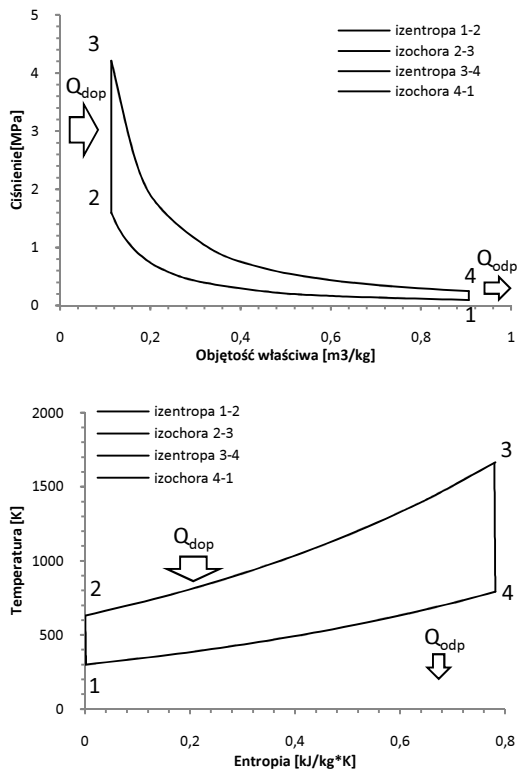 Ciśnienie[MPa]
5
4
3
2
1
0
0
0,2
0,4
0,6
0,8
1
Objętość właściwa [m3/kg]
izentropa 1-2
izochora 2-3
izentropa 3-4
izochora 4-1
3
Qdop
2
4
1
Qodp
Temperatura [K]
2000
1500
1000
500
0
0
0,2
0,4
0,6
0,8
Entropia [kJ/kg*K]
izentropa 1-2
izochora 2-3
izentropa 3-4
izochora 4-1
Qdop
3
2
4
1
Qodp